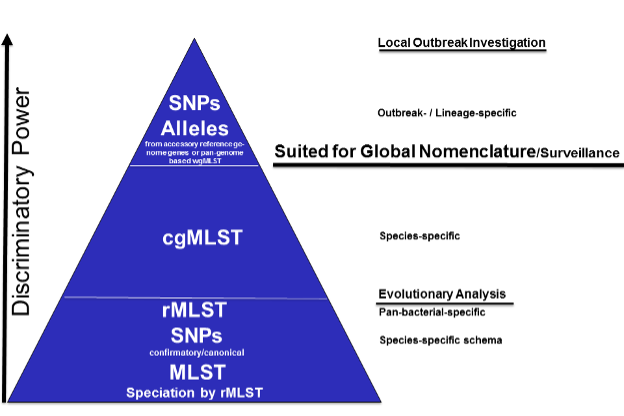 Local Outbreak Investigation
SNPs
Alleles
from accessory reference ge-
nome genes or pan-genome
based wgMLST
Outbreak- / Lineage-specific
Suited for Global Nomenclature/Surveillance
cgMLST
Species-specific
Evolutionary Analysis
rMLST
Pan-bacterial-specific
SNPs
confirmatory/canonical
Species-specific schema
MLST
Speciation by rMLST
Discriminatory Power